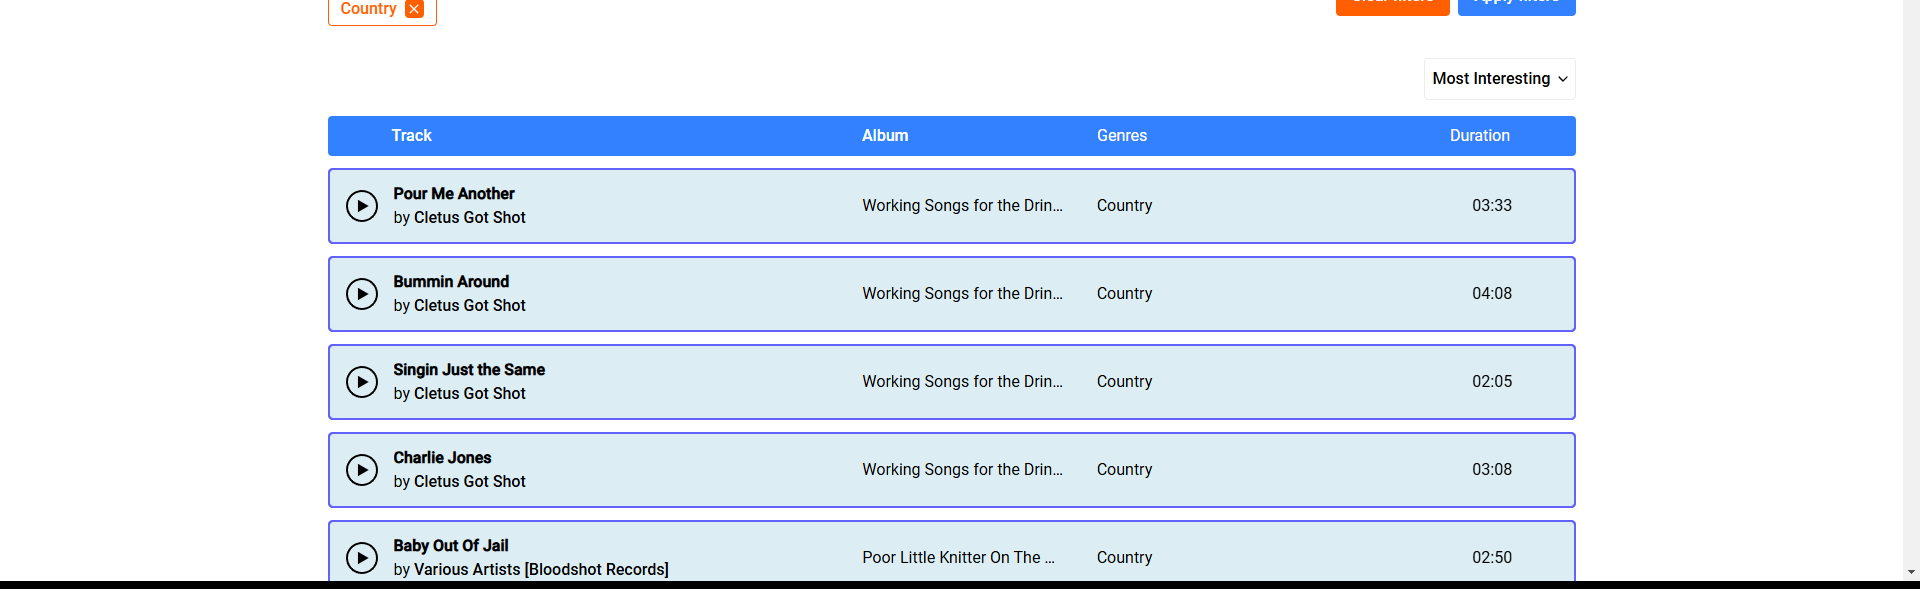 Country
Clear filters Apply filters
Most Interesting
Track Album Genres Duration
Pour Me Another
by Cletus Got Shot
Working Songs for the Drin... Country 03:33
Bummin Around
by Cletus Got Shot
Working Songs for the Drin... Country 04:08
Singin Just the Same
by Cletus Got Shot
Working Songs for the Drin... Country 02:05
Charlie Jones
by Cletus Got Shot
Working Songs for the Drin... Country 03:08
Baby Out Of Jail
by Various Artists [Bloodshot Records]
Poor Little Knitter On The ... Country 02:50